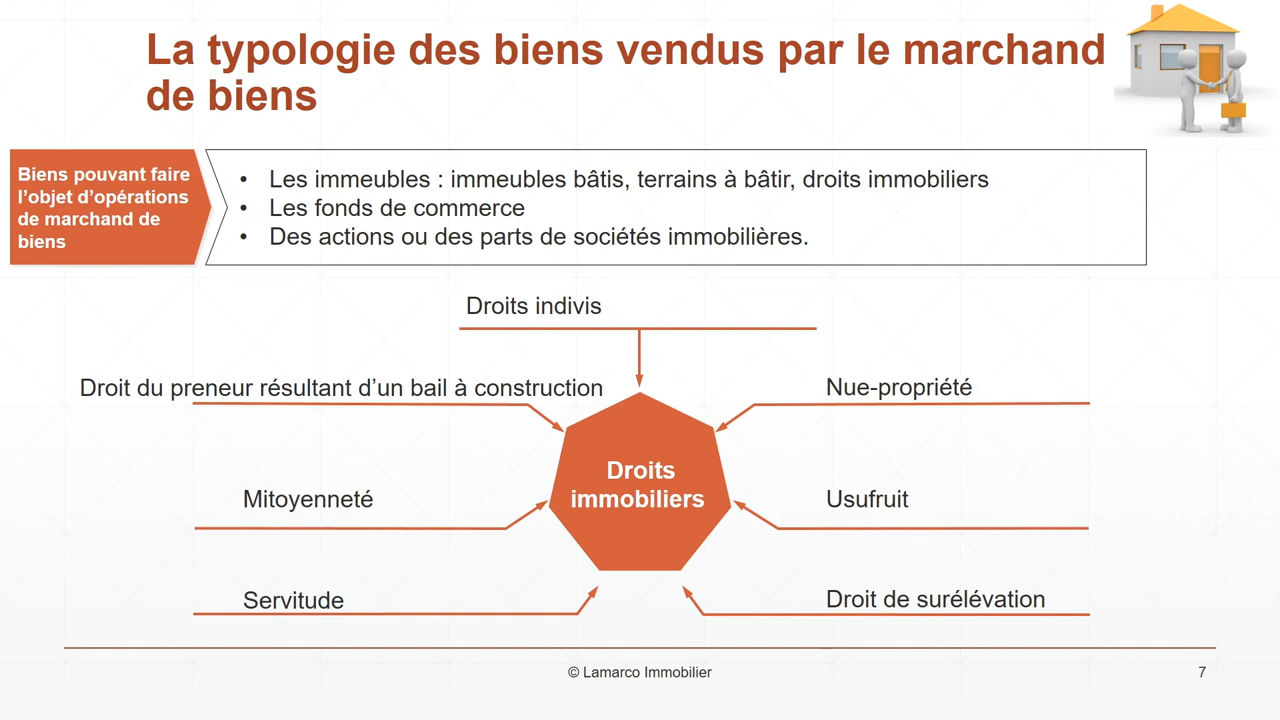 La typologie des biens vendus par le marchand
de biens
Biens pouvant faire
l’objet d’opérations
de marchand de
biens
• Les immeubles : immeubles bâtis, terrains à bâtir, droits immobiliers
• Les fonds de commerce
• Des actions ou des parts de sociétés immobilières.
Droits indivis
Droit du preneur résultant d’un bail à construction
Nue-propriété
Droits
immobiliers
Mitoyenneté
Usufruit
Servitude
Droit de surélévation
© Lamarco Immobilier
7